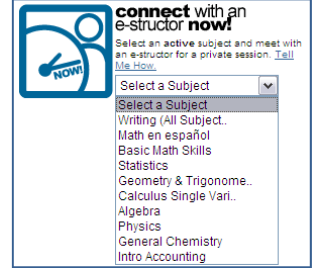 connect with an
e-structor now!
Select an active subject and meet with
an e-structor for a private session. Tell
Me How.
NOW!
Select a Subject
Select a Subject
Writing (All Subject..
Math en español
Basic Math Skills
Statistics
Geometry & Trigonome..
Calculus Single Vari..
Algebra
Physics
General Chemistry
Intro Accounting